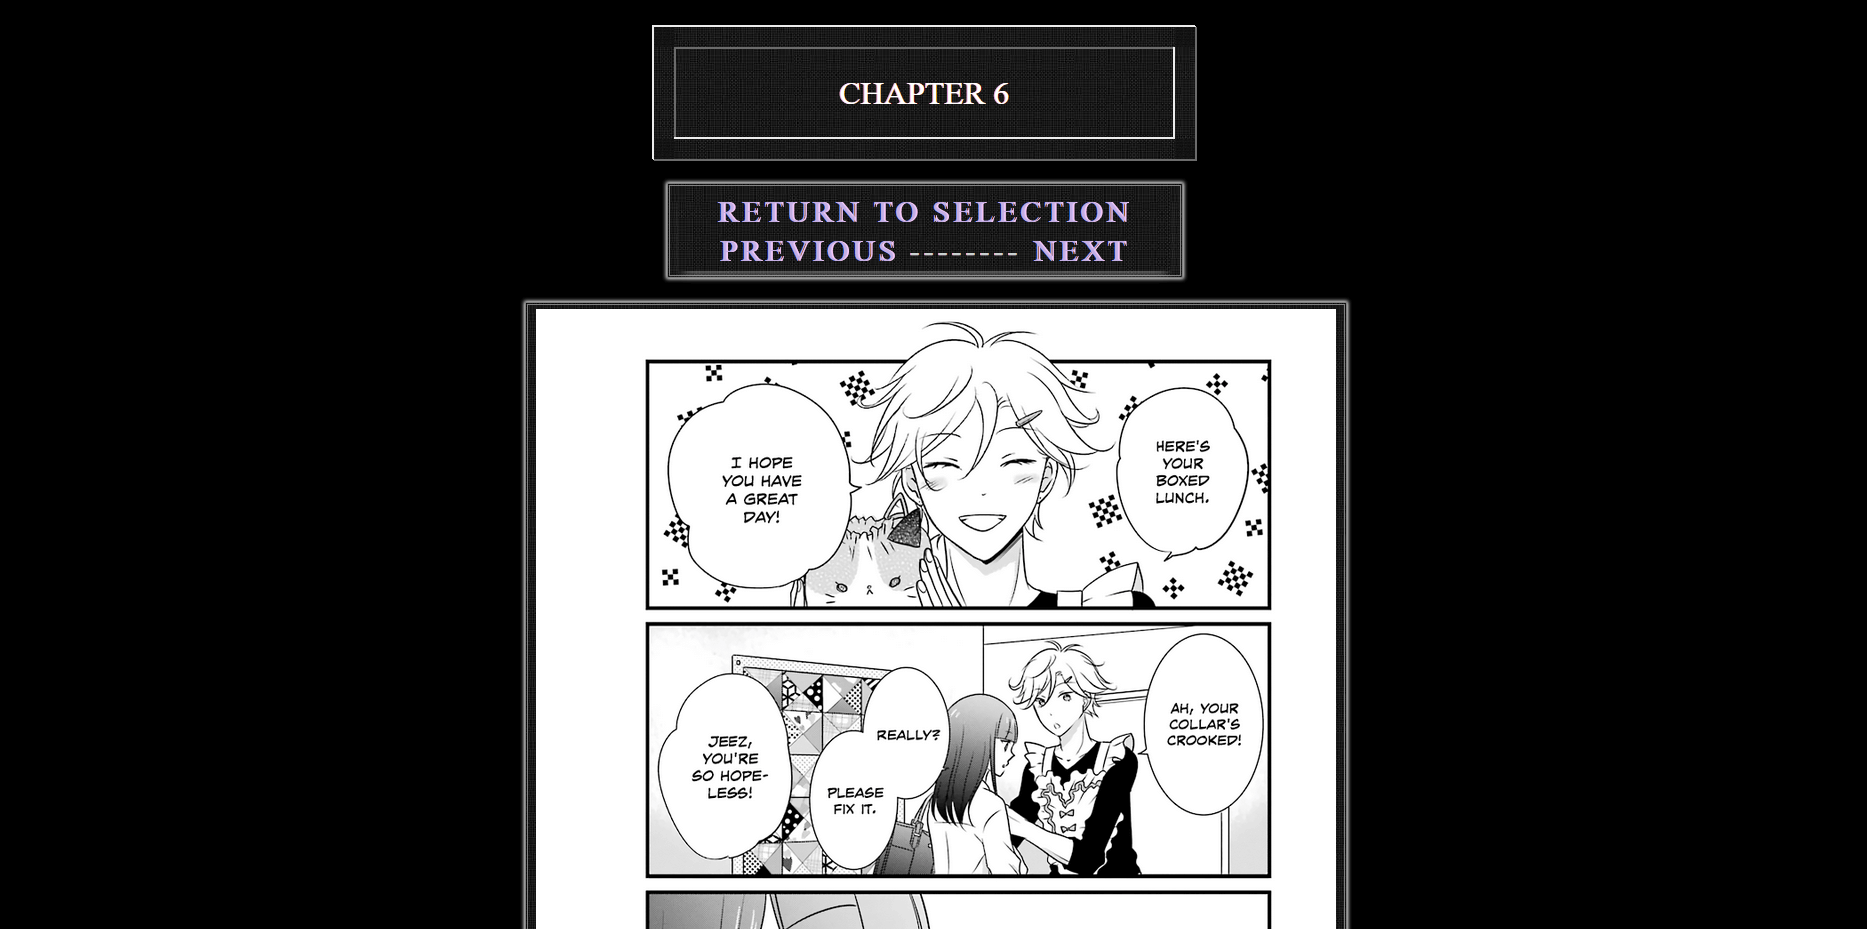 CHAPTER 6
RETURN TO SELECTION
PREVIOUS -------- NEXT
HERE'S
YOUR
BOXED
LUNCH.
I HOPE
YOU HAVE
A GREAT
DAY!
AH, YOUR
COLLAR'S
CROOKED!
REALLY?
PLEASE
FIX IT.
JEEZ,
YOU'RE
SO HOPE-
LESS!